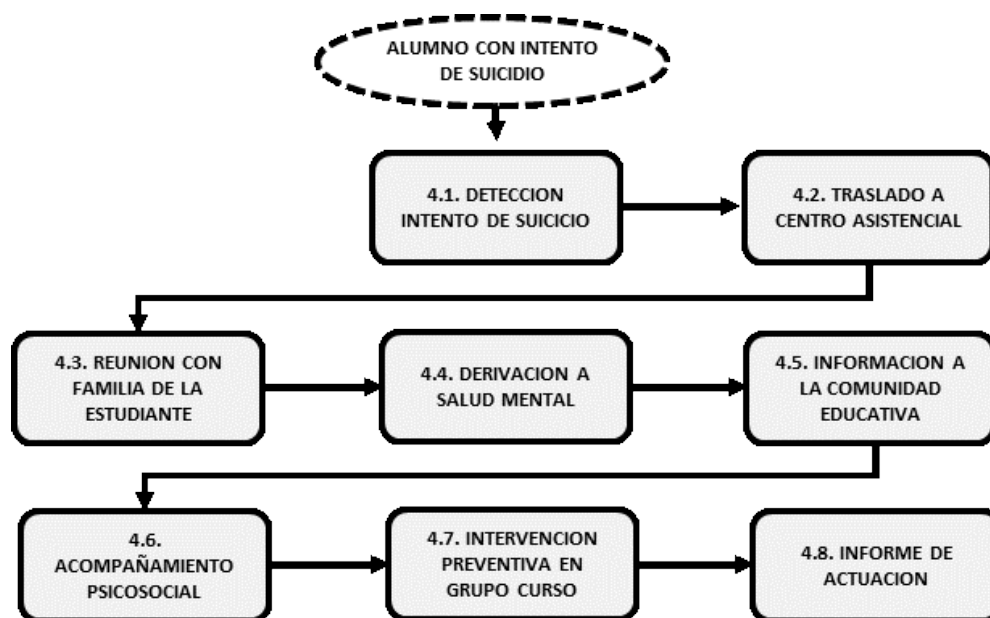 ALUMNO CON INTENTO
DE SUICIDIO
4.1. DETECCION
INTENTO DE SUICICIO
4.2. TRASLADO A
CENTRO ASISTENCIAL
4.3. REUNION CON
FAMILIA DE LA
ESTUDIANTE
4.4. DERIVACION A
SALUD MENTAL
4.5. INFORMACION A
LA COMUNIDAD
EDUCATIVA
4.6.
ACOMPAÑAMIENTO
PSICOSOCIAL
4.7. INTERVENCION
PREVENTIVA EN
GRUPO CURSO
4.8. INFORME DE
ACTUACION